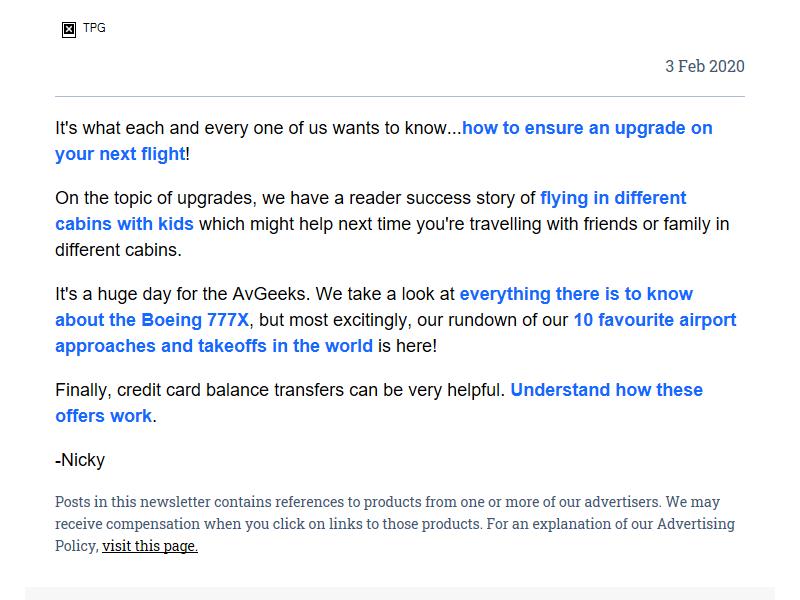 TPG
3 Feb 2020
It's what each and every one of us wants to know...how to ensure an upgrade on
your next flight!
On the topic of upgrades, we have a reader success story of flying in different
cabins with kids which might help next time you're travelling with friends or family in
different cabins.
It's a huge day for the AvGeeks. We take a look at everything there is to know
about the Boeing 777X, but most excitingly, our rundown of our 10 favourite airport
approaches and takeoffs in the world is here!
Finally, credit card balance transfers can be very helpful. Understand how these
offers work.
-Nicky
Posts in this newsletter contains references to products from one or more of our advertisers. We may
receive compensation when you click on links to those products. For an explanation of our Advertising
Policy, visit this page.